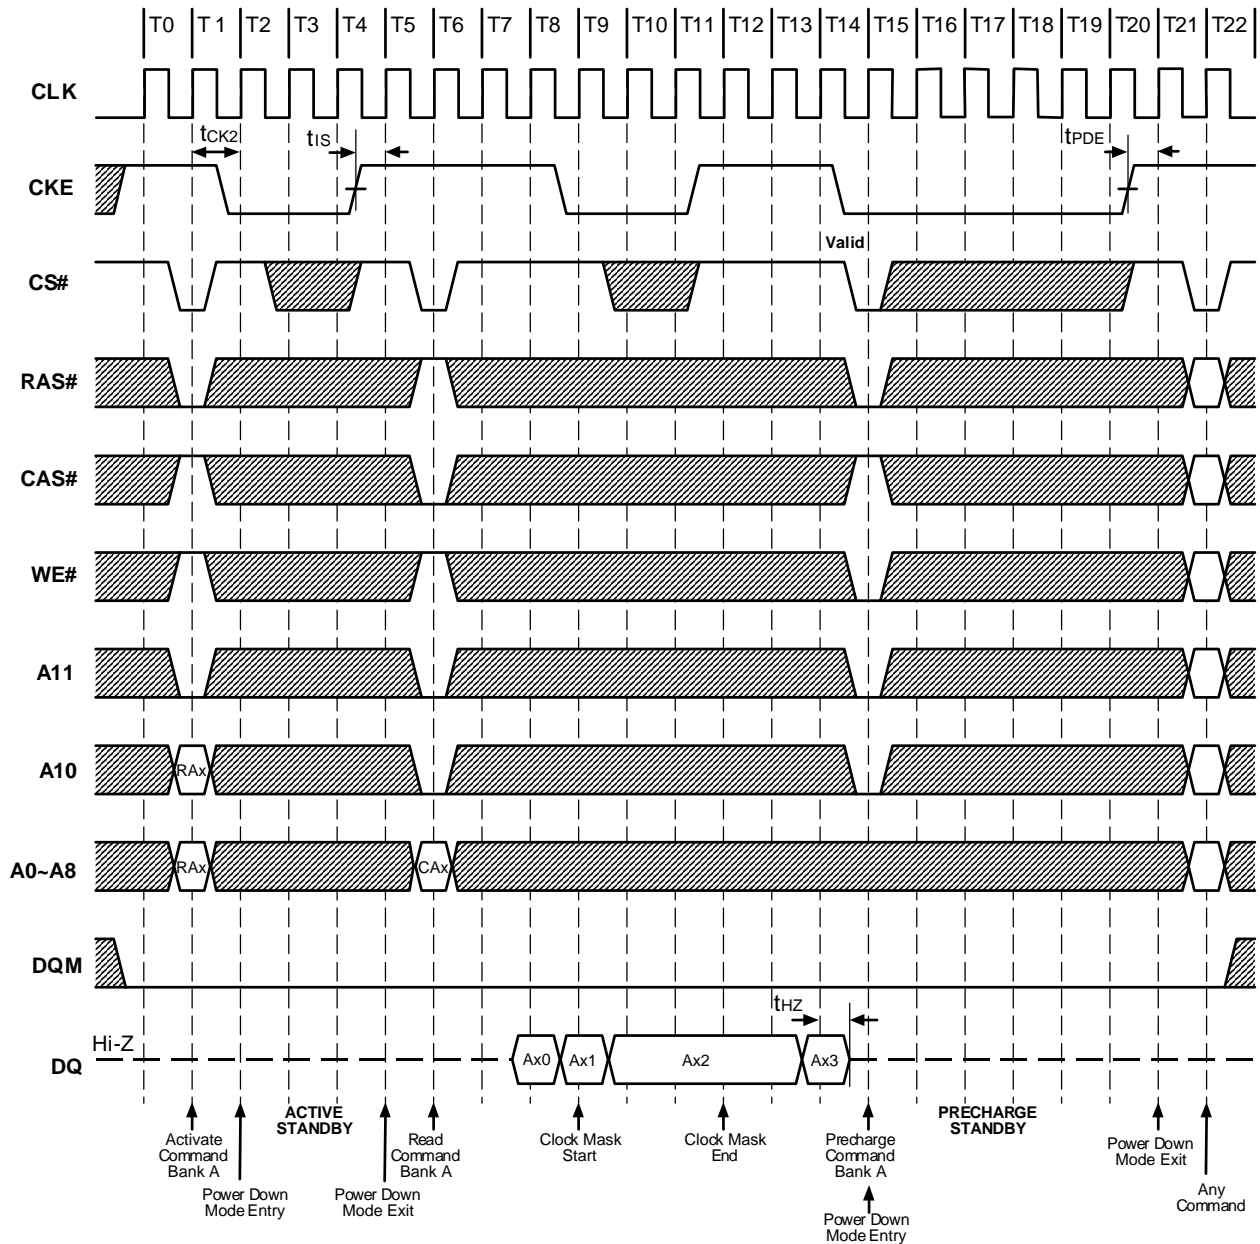 T0 T 1 T2 T3 T4 T5 T6 T7 T8 T9 T10 T11 T12 T13 T14 T15 T16 T17 T18 T19 T20 T21 T22
CLK
tCK2
tIS
tPDE
CKE
Valid
CS#
RAS#
CAS#
WE#
A11
A10
RAx
A0~A8
RAx
CAx
DQM
tHZ
Hi-Z
DQ
Ax0
Ax1
Ax2
Ax3
Activate
Command
Bank A
Power Down
Mode Entry
ACTIVE
STANDBY
Power Down
Mode Exit
Read
Command
Bank A
Clock Mask
Start
Clock Mask
End
Precharge
Command
Bank A
Power Down
Mode Entry
PRECHARGE
STANDBY
Power Down
Mode Exit
Any
Command